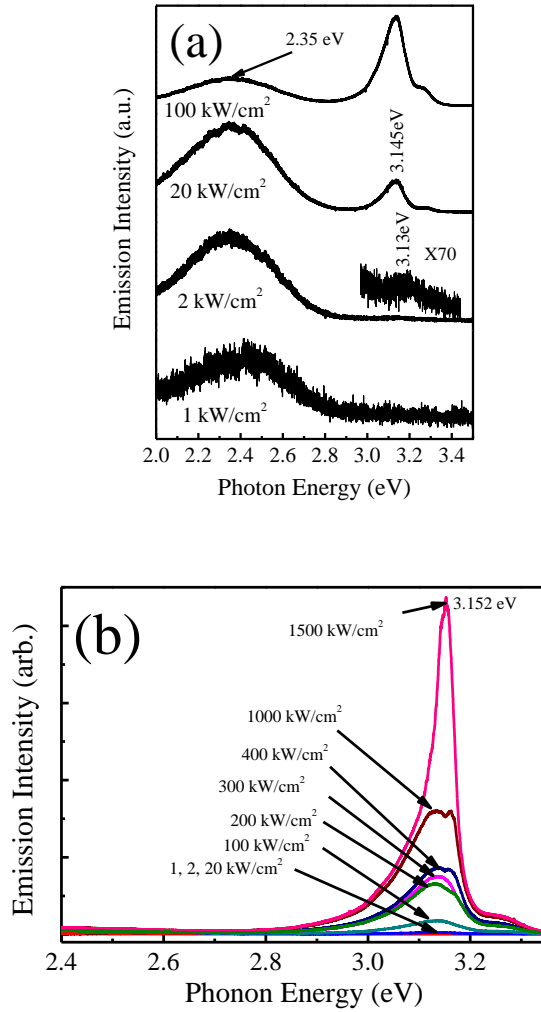 (a)
2.35 eV
100 kW/cm²
3.145eV
20 kW/cm²
3.13eV
X70
2 kW/cm²
1 kW/cm²
Emission Intensity (a.u.)
2.0 2.4 2.6 2.8 3.0 3.2 3.4
Photon Energy (eV)
(b)
3.152 eV
1500 kW/cm²
1000 kW/cm²
400 kW/cm²
300 kW/cm²
200 kW/cm²
100 kW/cm²
1, 2, 20 kW/cm²
Emission Intensity (arb.)
2.4 2.6 2.8 3.0 3.2
Phonon Energy (eV)